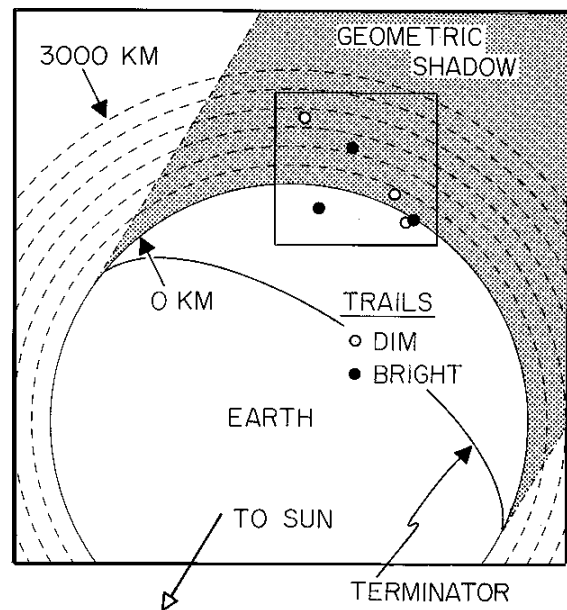 GEOMETRIC
SHADOW
3000 KM
0 KM
TRAILS
DIM
BRIGHT
EARTH
TO SUN
TERMINATOR